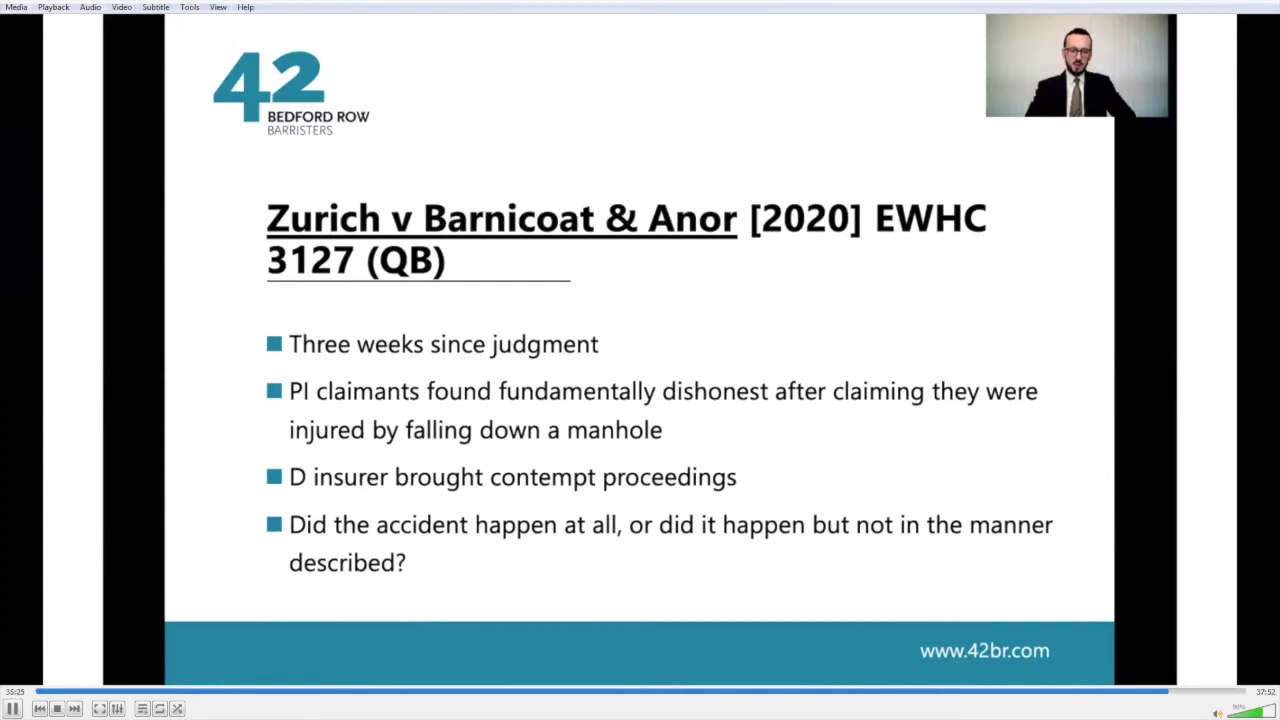 Media Playback Audio Video Subtitle Tools View Help
42
BEDFORD ROW
BARRISTERS
Zurich v Barnicoat & Anor [2020] EWHC
3127 (QB)
Three weeks since judgment
PI claimants found fundamentally dishonest after claiming they were
injured by falling down a manhole
D insurer brought contempt proceedings
Did the accident happen at all, or did it happen but not in the manner
described?
www.42br.com
35:25
37:52
90%